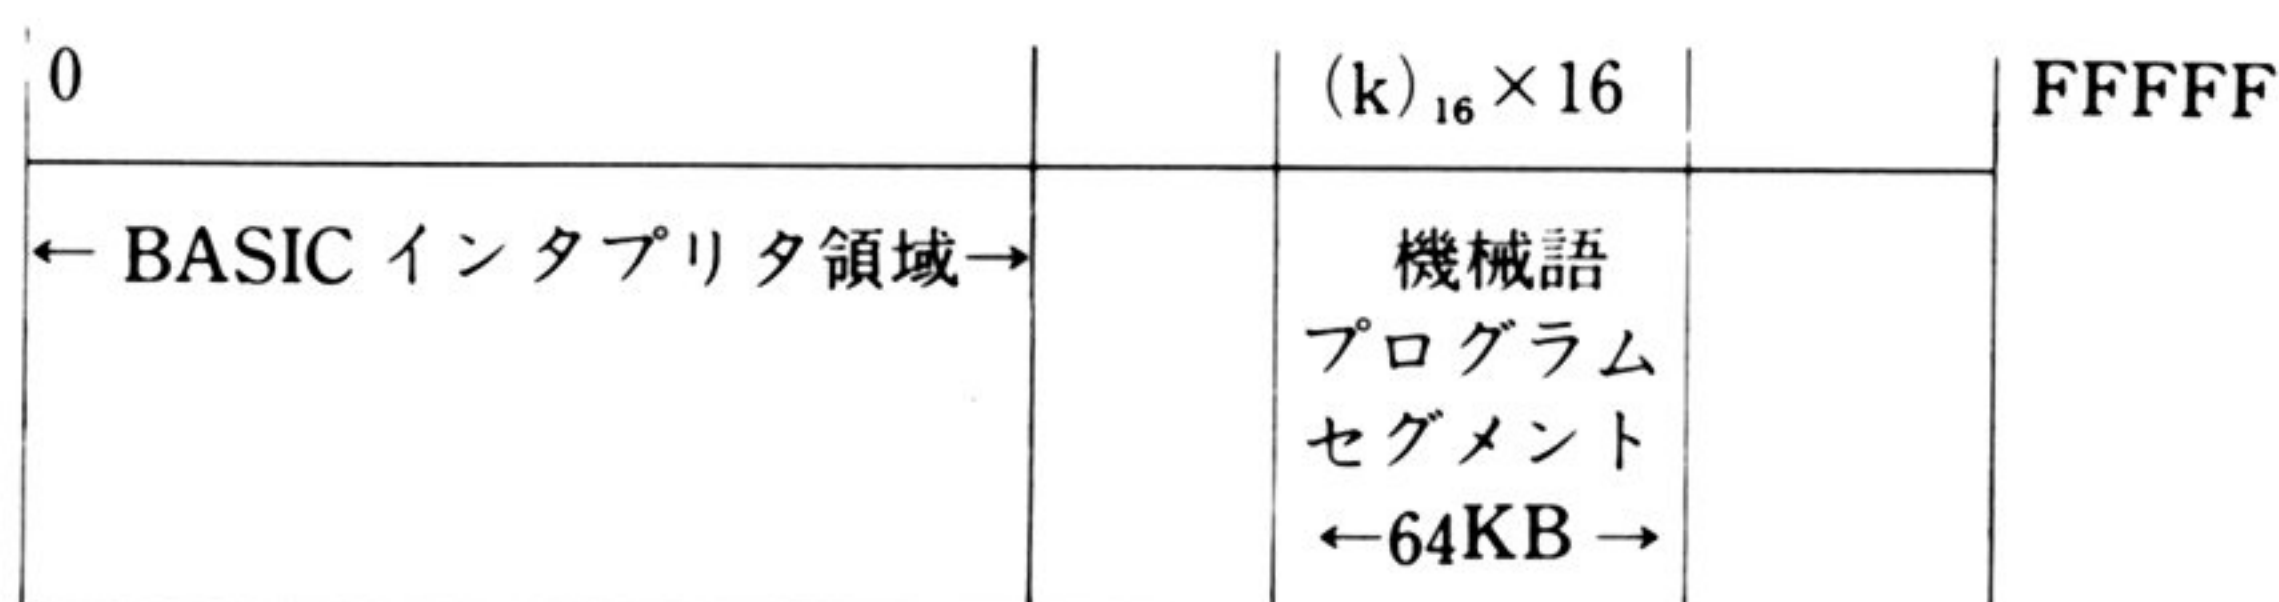 0 (k)₁₆×16 FFFFF
← BASIC インタプリタ領域→ 機械語
プログラム
セグメント
←64KB →